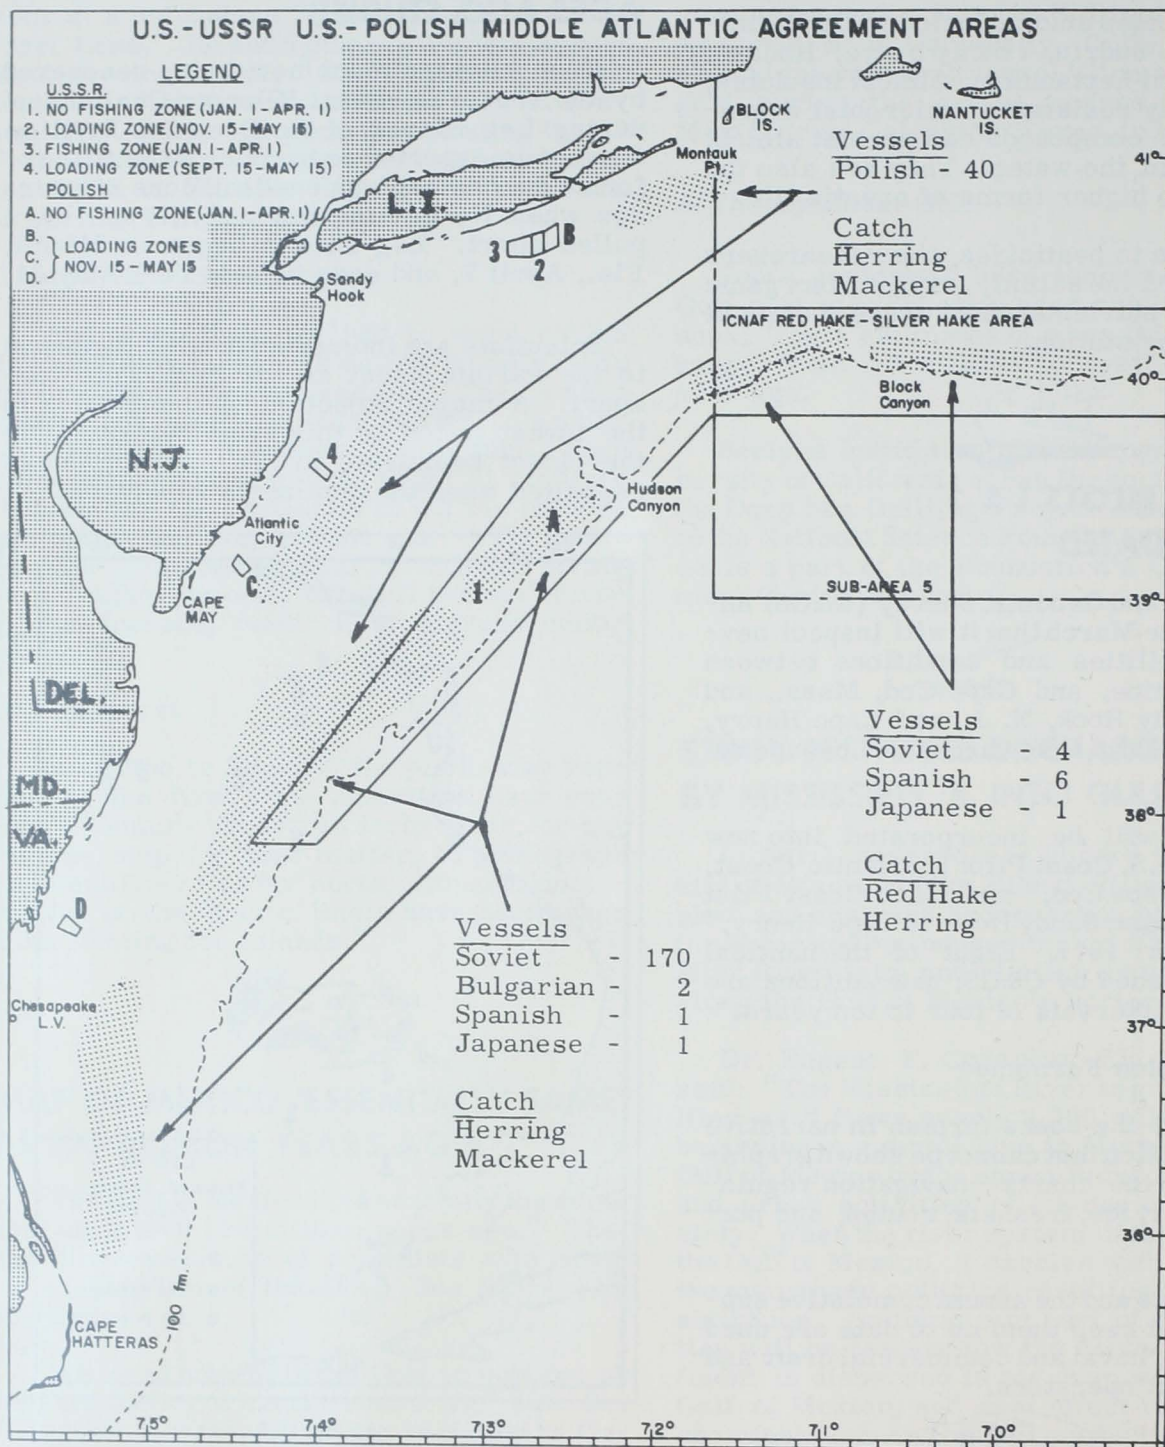 U.S.-USSR U.S.-POLISH MIDDLE ATLANTIC AGREEMENT AREAS
LEGEND
U.S.S.R.
1. NO FISHING ZONE (JAN. 1-APR. 1)
2. LOADING ZONE (NOV. 15-MAY 15)
3. FISHING ZONE (JAN. 1-APR. 1)
4. LOADING ZONE (SEPT. 15-MAY 15)
POLISH
A. NO FISHING ZONE (JAN. 1-APR. 1)
B.
C. LOADING ZONES
D. NOV. 15-MAY 15
BLOCK
IS.
NANTUCKET
IS.
Montauk
Pt.
L.I.
3
2
B
Sandy
Hook
Vessels
Polish - 40
Catch
Herring
Mackerel
41°
ICNAF RED HAKE-SILVER HAKE AREA
Block
Canyon
40°
N.J.
4
Atlantic
City
C
CAPE
MAY
Hudson
Canyon
A
1
SUB-AREA 5
39°
DEL.
MD.
VA.
D
Vessels
Soviet - 4
Spanish - 6
Japanese - 1
38°
Catch
Red Hake
Herring
Vessels
Soviet - 170
Bulgarian - 2
Spanish - 1
Japanese - 1
Catch
Herring
Mackerel
Chesapeake
L.V.
37°
36°
100 fm.
CAPE
HATTERAS
75°
74°
73°
72°
71°
70°